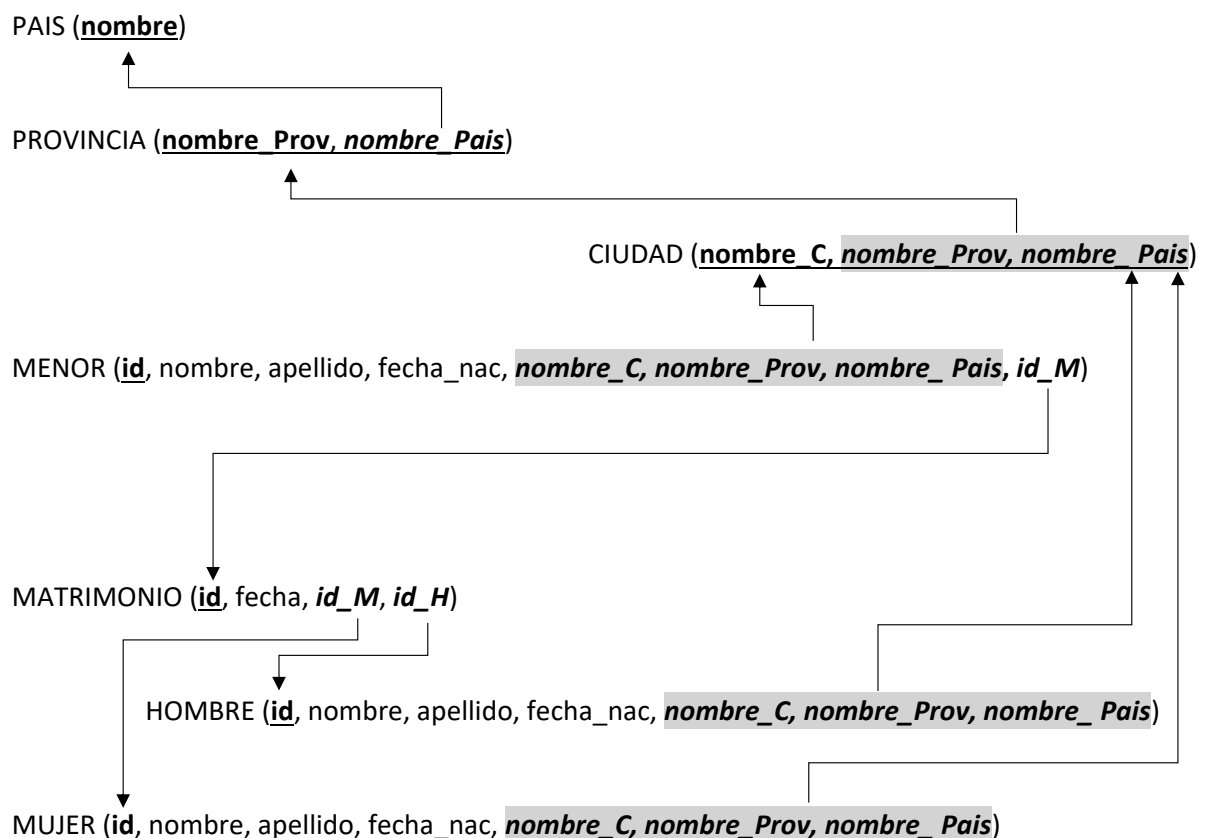 PAIS (nombre)
PROVINCIA (nombre_Prov, nombre_Pais)
CIUDAD (nombre_C, nombre_Prov, nombre_ Pais)
MENOR (id, nombre, apellido, fecha_nac, nombre_C, nombre_Prov, nombre_ Pais, id_M)
MATRIMONIO (id, fecha, id_M, id_H)
HOMBRE (id, nombre, apellido, fecha_nac, nombre_C, nombre_Prov, nombre_ Pais)
MUJER (id, nombre, apellido, fecha_nac, nombre_C, nombre_Prov, nombre_ Pais)